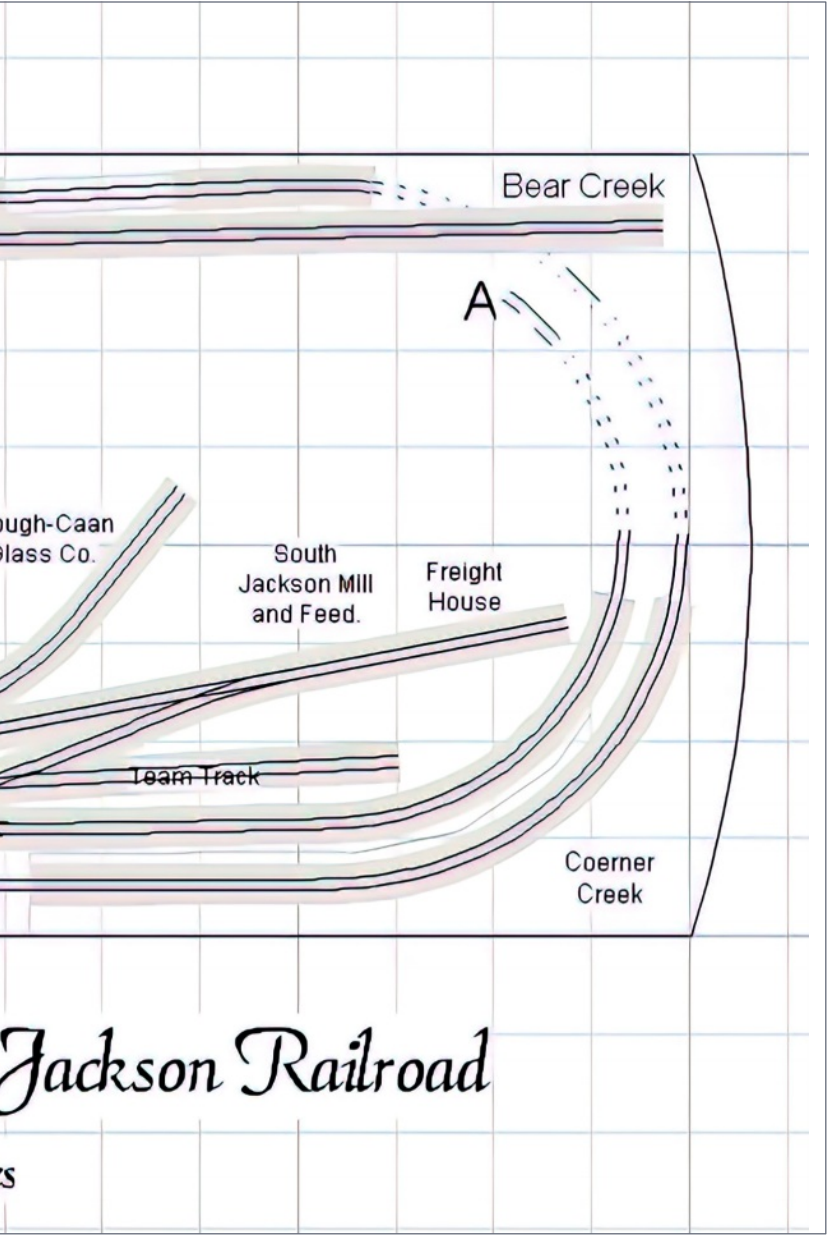 Bear Creek
A
ough-Caan
Glass Co.
South
Jackson Mill
and Feed.
Freight
House
Team Track
Coerner
Creek
Jackson Railroad
rs